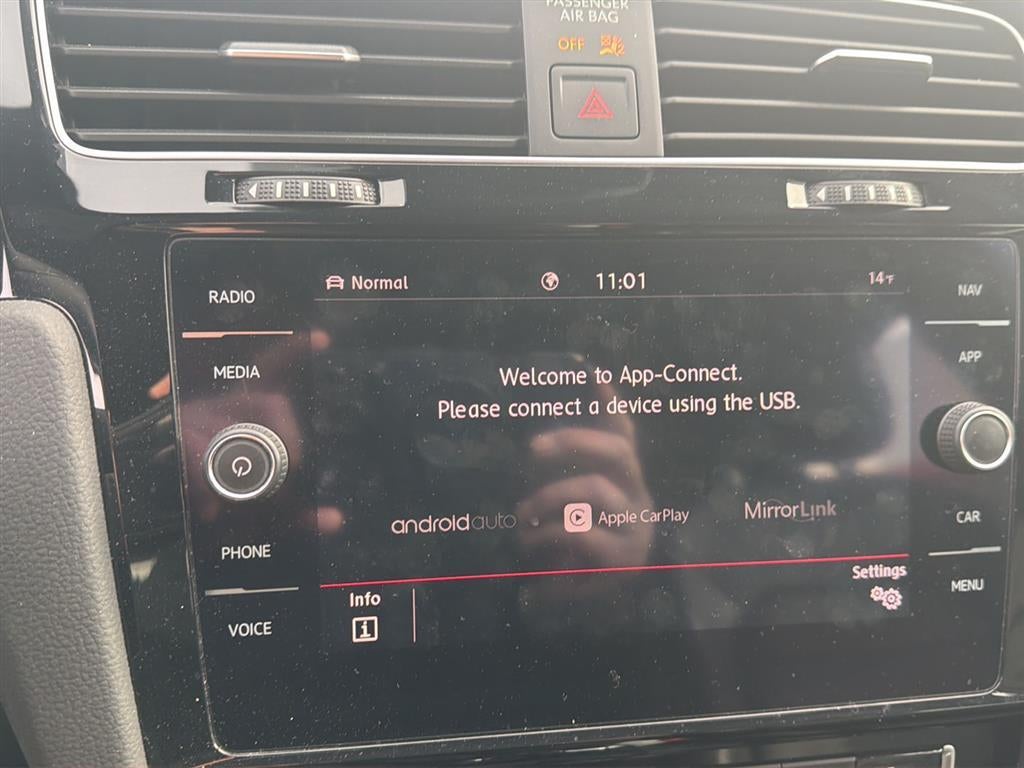 PASSENGER
AIR BAG
OFF
2
Normal
11:01
14°F
RADIO
MEDIA
PHONE
VOICE
Welcome to App-Connect.
Please connect a device using the USB.
androidauto
Apple CarPlay
MirrorLink
Info
i
Settings
NAV
APP
CAR
MENU